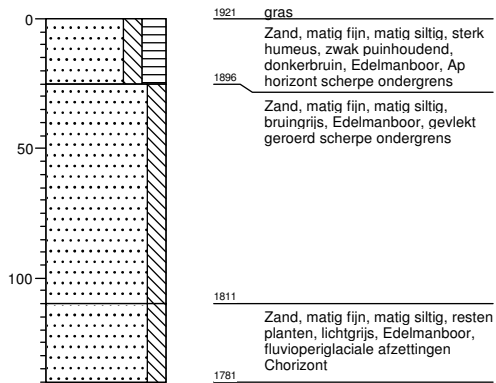 0
1921 gras
Zand, matig fijn, matig siltig, sterk
humeus, zwak puinhoudend,
donkerbruin, Edelmanboor, Ap
horizont scherpe ondergrens
1896
Zand, matig fijn, matig siltig,
bruingrijs, Edelmanboor, gevlekt
geroerd scherpe ondergrens
50
100
1811
Zand, matig fijn, matig siltig, resten
planten, lichtgrijs, Edelmanboor,
fluvioperiglaciale afzettingen
Chorizont
1781